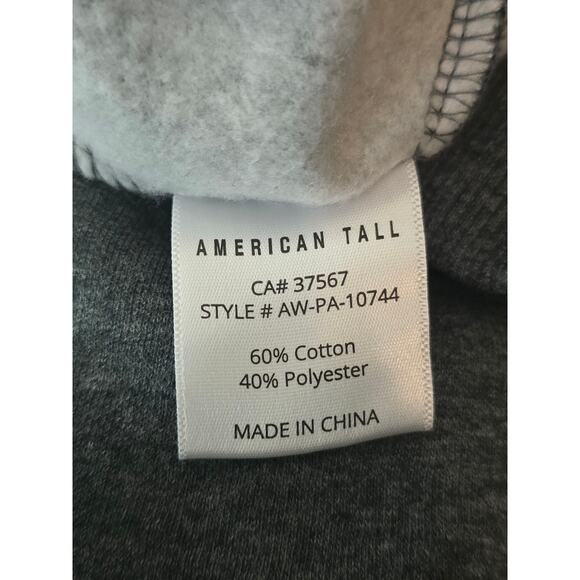 AMERICAN TALL
CA# 37567
STYLE # AW-PA-10744
60% Cotton
40% Polyester
MADE IN CHINA